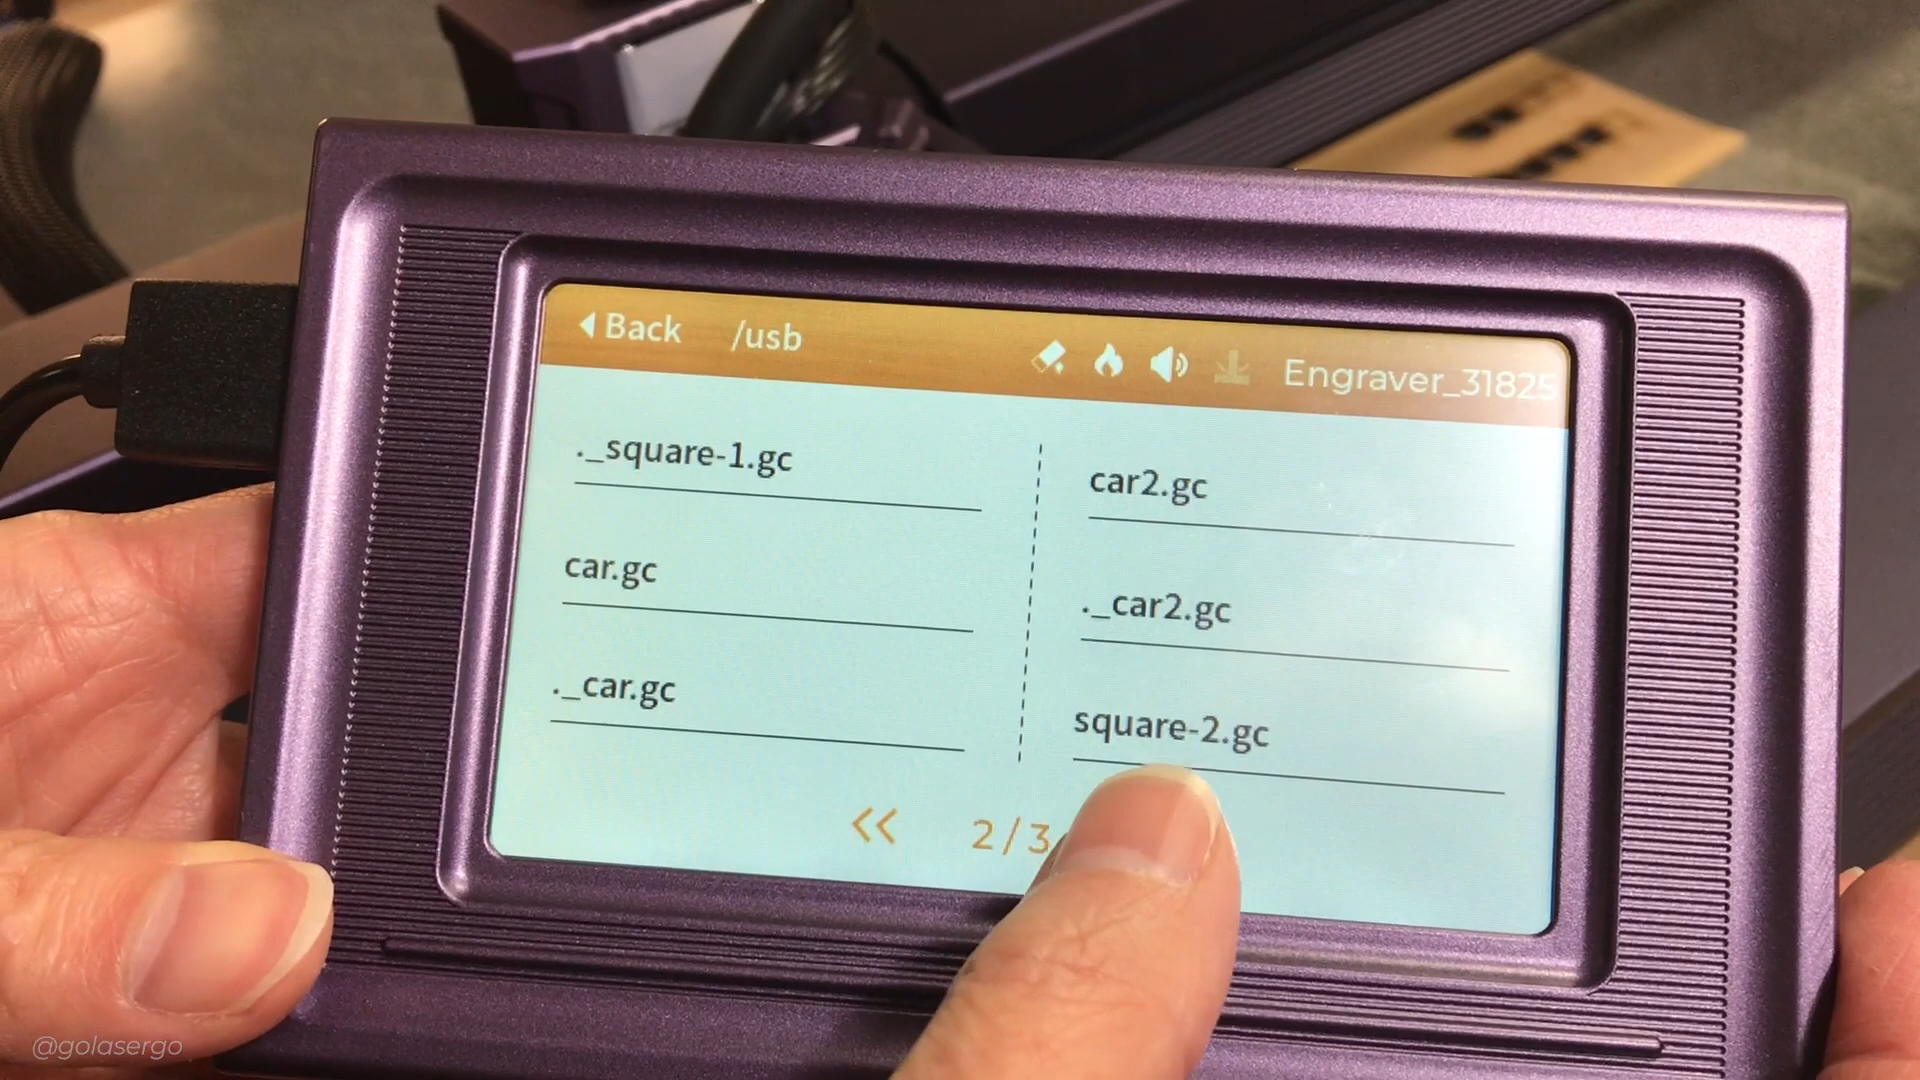 Back /usb Engraver_31825
._square-1.gc
car.gc
._car.gc
car2.gc
._car2.gc
square-2.gc
<< 2/3
@golasergo